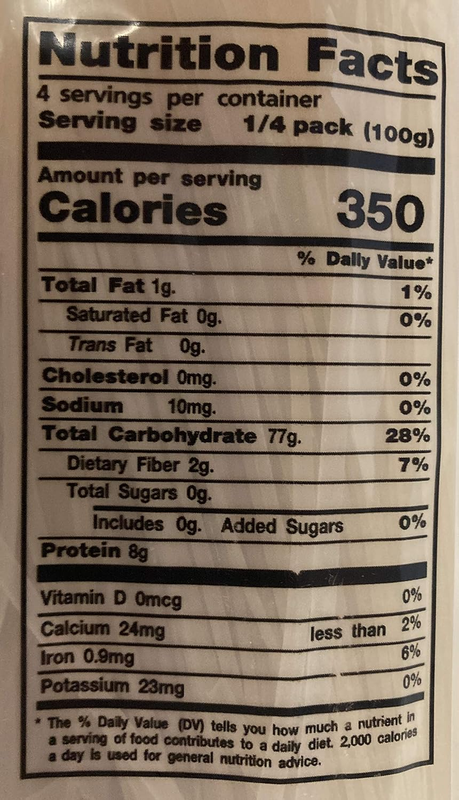 Nutrition Facts
4 servings per container
Serving size 1/4 pack (100g)
Amount per serving
Calories 350
% Daily Value*
Total Fat 1g. 1%
Saturated Fat 0g. 0%
Trans Fat 0g.
Cholesterol 0mg. 0%
Sodium 10mg. 0%
Total Carbohydrate 77g. 28%
Dietary Fiber 2g. 7%
Total Sugars 0g.
Includes 0g. Added Sugars 0%
Protein 8g
Vitamin D 0mcg 0%
Calcium 24mg less than 2%
Iron 0.9mg 6%
Potassium 23mg 0%
* The % Daily Value (DV) tells you how much a nutrient in
a serving of food contributes to a daily diet. 2,000 calories
a day is used for general nutrition advice.